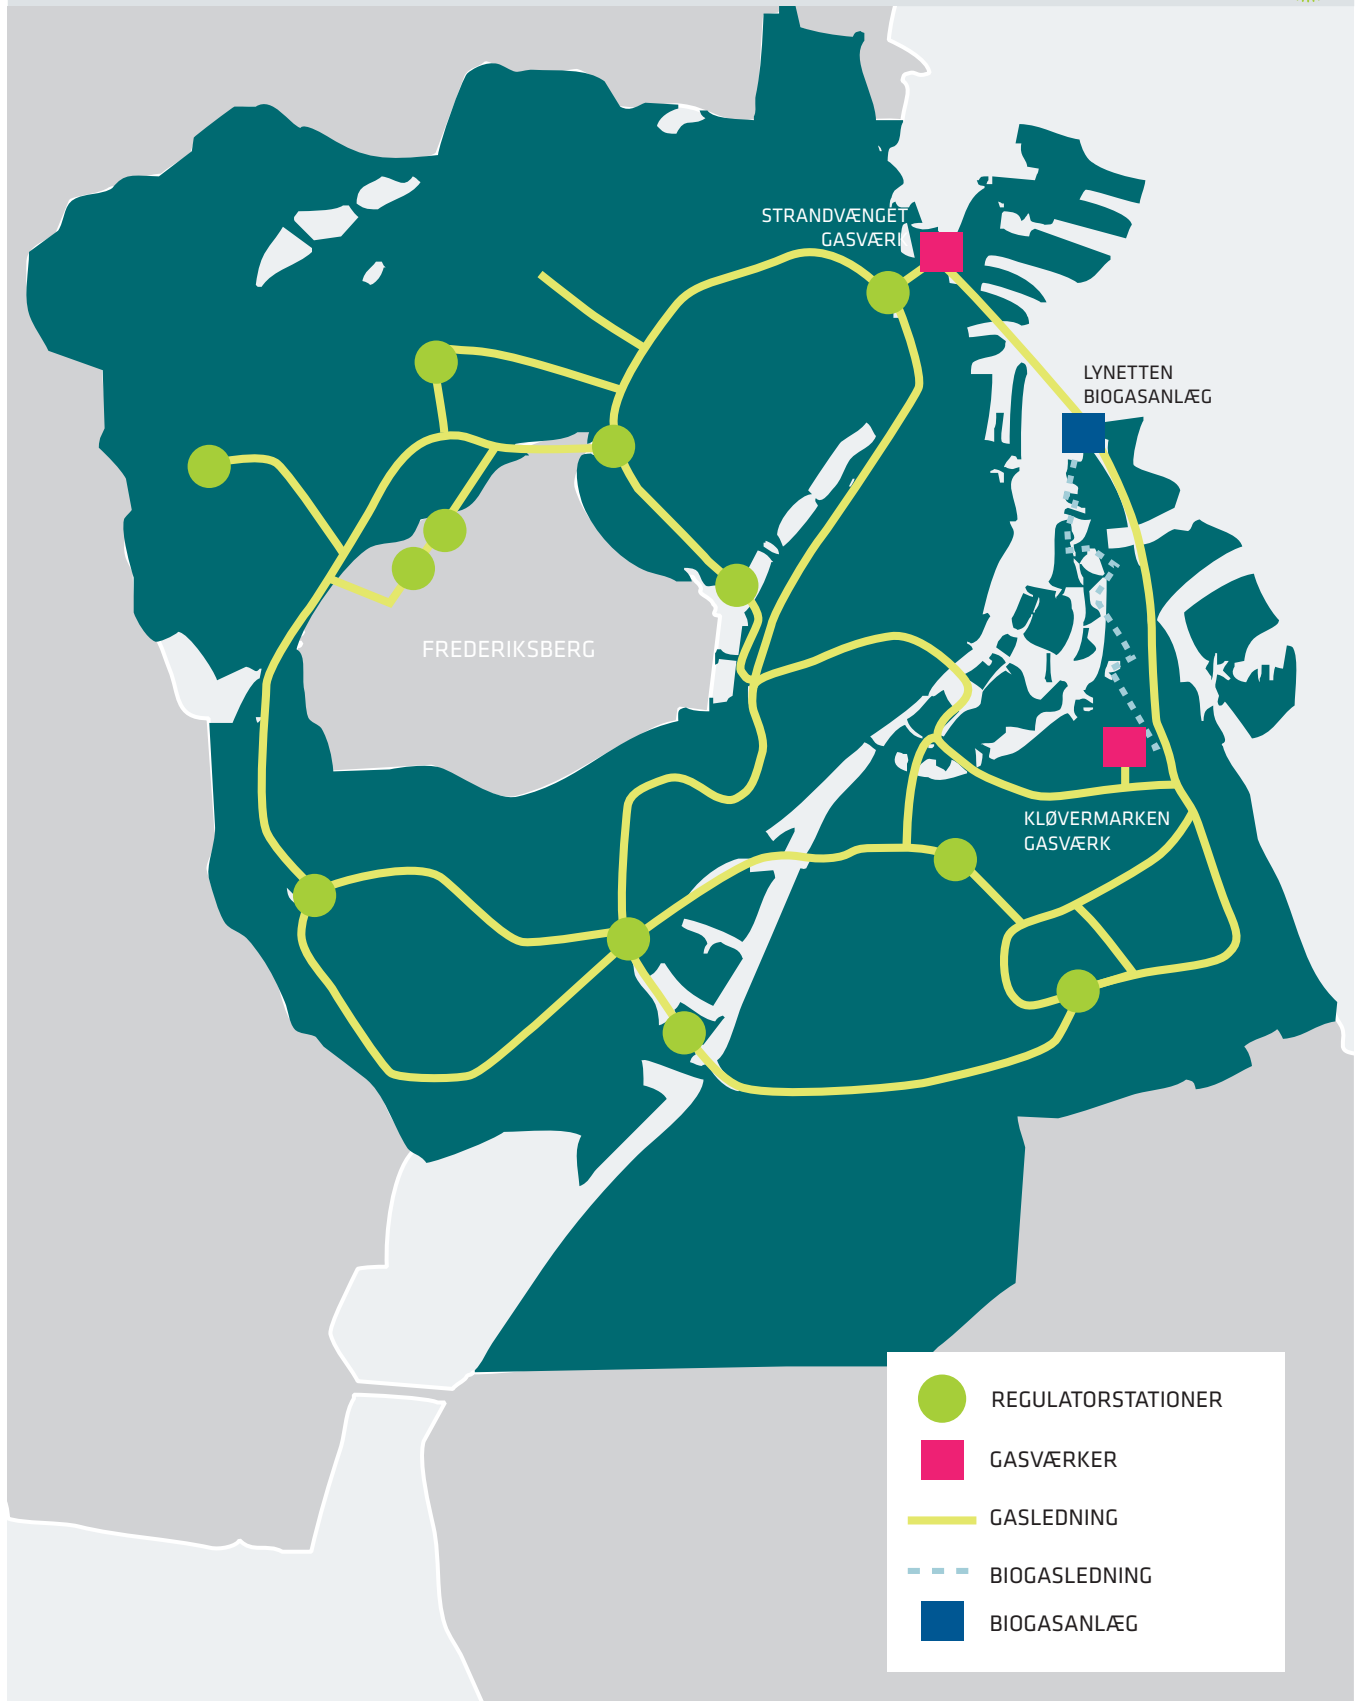 STRANDVÆNGET
GASVÆRK
LYNETTEN
BIOGASANLÆG
FREDERIKSBERG
KLØVERMARKEN
GASVÆRK
REGULATORSTATIONER
GASVÆRKER
GASLEDNING
BIOGASLEDNING
BIOGASANLÆG